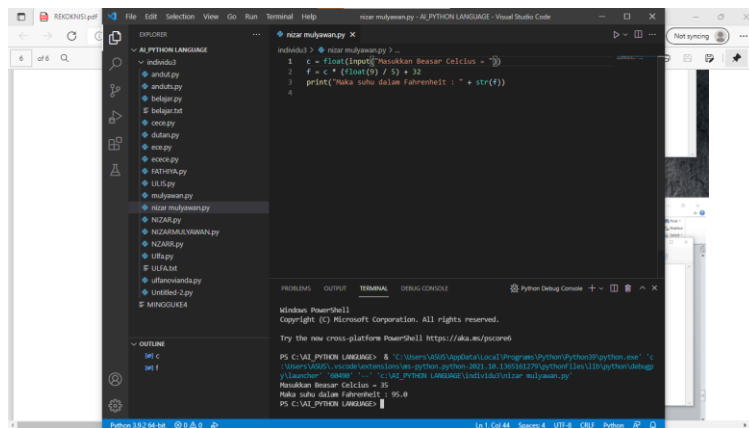 REKDKNISI.pdf
File Edit Selection View Go Run Terminal Help
nizar mulyawan.py - AI_PYTHON LANGUAGE - Visual Studio Code
Not syncing
6 of 6
EXPLORER
AI_PYTHON LANGUAGE
individu3
andut.py
anduts.py
belajar.py
belajar.txt
cece.py
dutan.py
ece.py
ecece.py
FATHIYA.py
ULIS.py
mulyawan.py
nizar mulyawan.py
NIZAR.py
NIZARMULYAWAN.py
NZARR.py
Ulfa.py
ULFA.txt
ulfanovianda.py
Untitled-2.py
MINGGUKE4
OUTLINE
c
f
nizar mulyawan.py
individu3 > nizar mulyawan.py > ...
1 c = float(input("Masukkan Beasar Celcius = "))
2 f = c * (float(9) / 5) + 32
3 print("Maka suhu dalam Fahrenheit : " + str(f))
4
PROBLEMS OUTPUT TERMINAL DEBUG CONSOLE
Python Debug Console
Windows PowerShell
Copyright (C) Microsoft Corporation. All rights reserved.
Try the new cross-platform PowerShell https://aka.ms/pscore6
PS C:\AI_PYTHON LANGUAGE> & 'C:\Users\ASUS\AppData\Local\Programs\Python\Python39\python.exe' 'c
:\Users\ASUS\.vscode\extensions\ms-python.python-2021.10.1365161279\pythonFiles\lib\python\debugp
y\launcher' '60490' '--' 'c:\AI_PYTHON LANGUAGE\individu3\nizar mulyawan.py'
Masukkan Beasar Celcius = 35
Maka suhu dalam Fahrenheit : 95.0
PS C:\AI_PYTHON LANGUAGE>
Python 3.9.2 64-bit 0 0 Ln 1, Col 44 Spaces: 4 UTF-8 CRLF Python